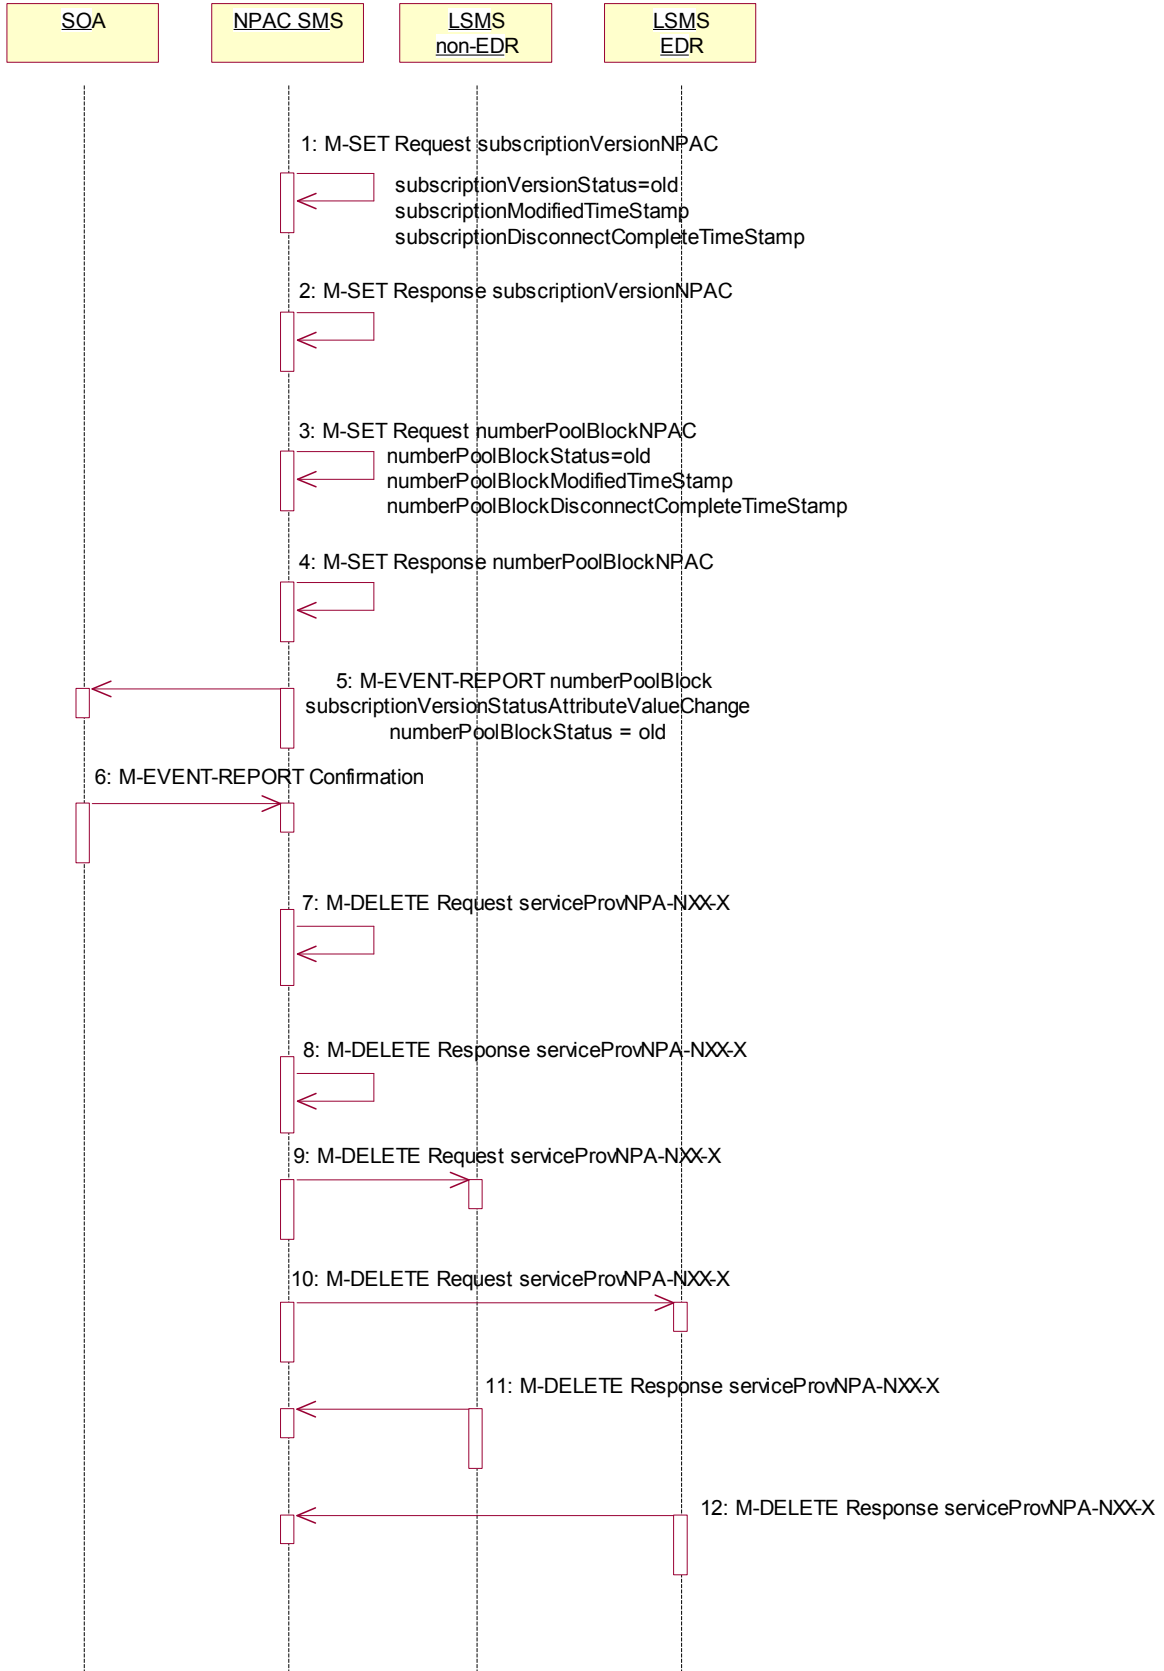 SOA
NPAC SMS
LSMS
non-EDR
LSMS
EDR
1: M-SET Request subscriptionVersionNPAC
subscriptionVersionStatus=old
subscriptionModifiedTimeStamp
subscriptionDisconnectCompleteTimeStamp
2: M-SET Response subscriptionVersionNPAC
3: M-SET Request numberPoolBlockNPAC
numberPoolBlockStatus=old
numberPoolBlockModifiedTimeStamp
numberPoolBlockDisconnectCompleteTimeStamp
4: M-SET Response numberPoolBlockNPAC
5: M-EVENT-REPORT numberPoolBlock
subscriptionVersionStatusAttributeValueChange
numberPoolBlockStatus = old
6: M-EVENT-REPORT Confirmation
7: M-DELETE Request serviceProvNPA-NXX-X
8: M-DELETE Response serviceProvNPA-NXX-X
9: M-DELETE Request serviceProvNPA-NXX-X
10: M-DELETE Request serviceProvNPA-NXX-X
11: M-DELETE Response serviceProvNPA-NXX-X
12: M-DELETE Response serviceProvNPA-NXX-X